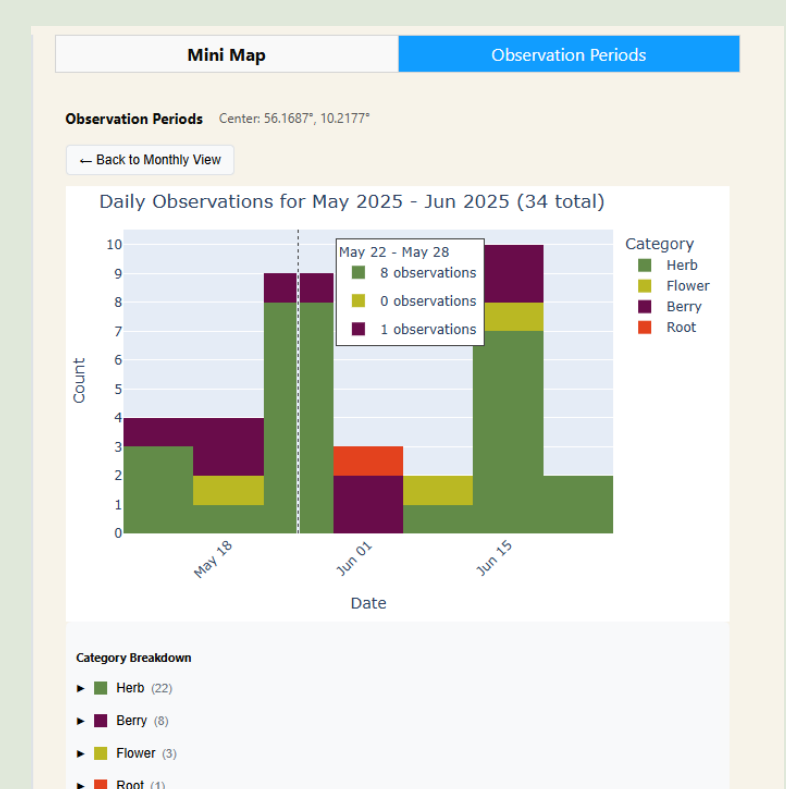 Mini Map
Observation Periods
Observation Periods Center: 56.1687°, 10.2177°
← Back to Monthly View
Daily Observations for May 2025 - Jun 2025 (34 total)
10
9
8
7
6
5
4
3
2
1
0
Count
May 22 - May 28
8 observations
0 observations
1 observations
Category
Herb
Flower
Berry
Root
May 18
Jun 01
Jun 15
Date
Category Breakdown
► Herb (22)
► Berry (8)
► Flower (3)
► Root (1)